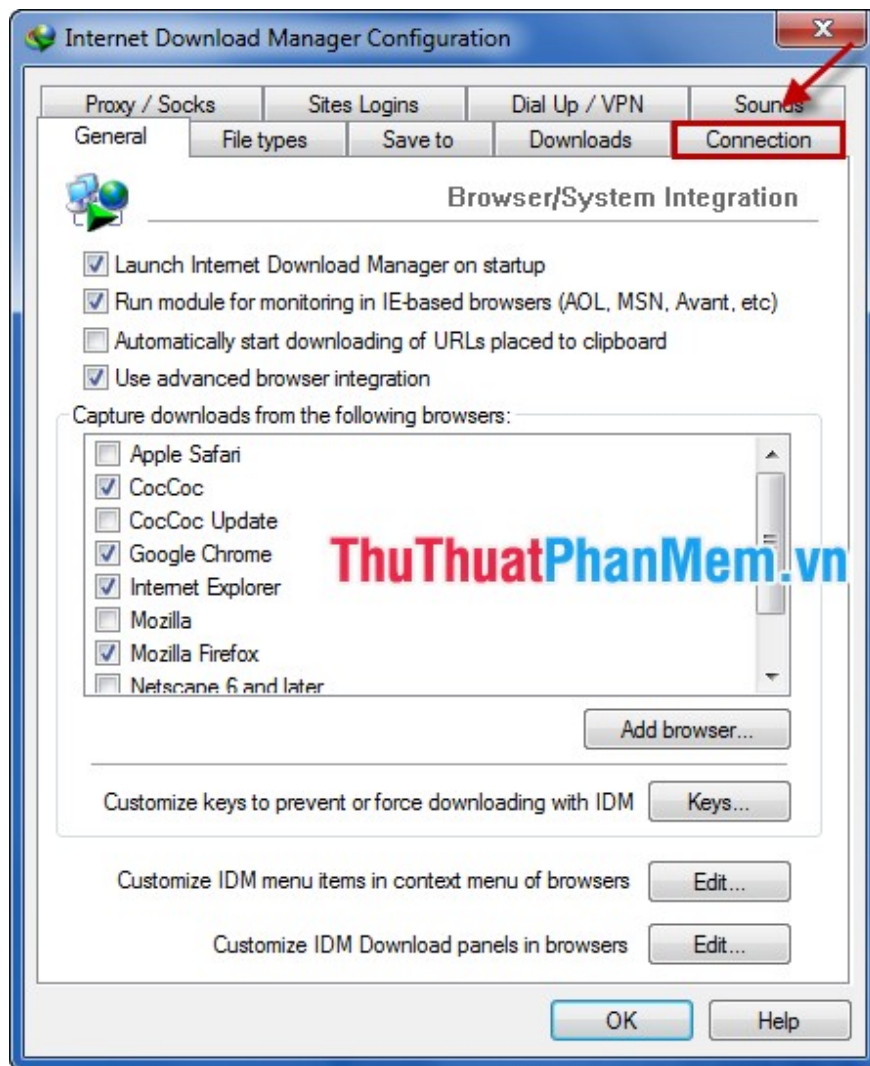 Internet Download Manager Configuration
Proxy / Socks Sites Logins Dial Up / VPN Sounds
General File types Save to Downloads Connection
Browser/System Integration
Launch Internet Download Manager on startup
Run module for monitoring in IE-based browsers (AOL, MSN, Avant, etc)
Automatically start downloading of URLs placed to clipboard
Use advanced browser integration
Capture downloads from the following browsers:
Apple Safari
CocCoc
CocCoc Update
Google Chrome
ThuThuatPhanMem.vn
Internet Explorer
Mozilla
Mozilla Firefox
Netscape 6 and later
Add browser...
Customize keys to prevent or force downloading with IDM Keys...
Customize IDM menu items in context menu of browsers Edit...
Customize IDM Download panels in browsers Edit...
OK Help